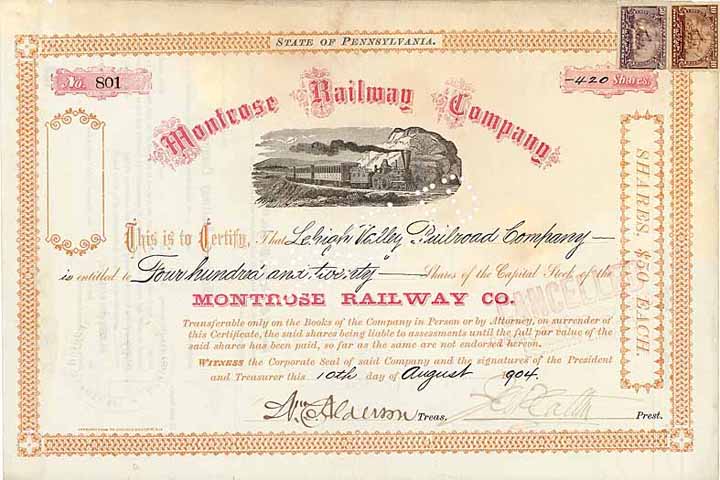 STATE OF PENNSYLVANIA.
No. 801
-420 Shares.
Montrose Railway Company
This is to Certify, That Lehigh Valley Railroad Company
is entitled to Four hundred and twenty Shares of the Capital Stock of the
MONTROSE RAILWAY CO.
CANCELLED
Transferable only on the Books of the Company in Person or by Attorney, on surrender of
this Certificate, the said shares being liable to assessments until the full par value of the
said shares has been paid, so far as the same are not endorsed hereon.
WITNESS the Corporate Seal of said Company and the signatures of the President
and Treasurer this 10th day of August 1904.
Alderson Treas. Prest.
SHARES, $50 EACH.